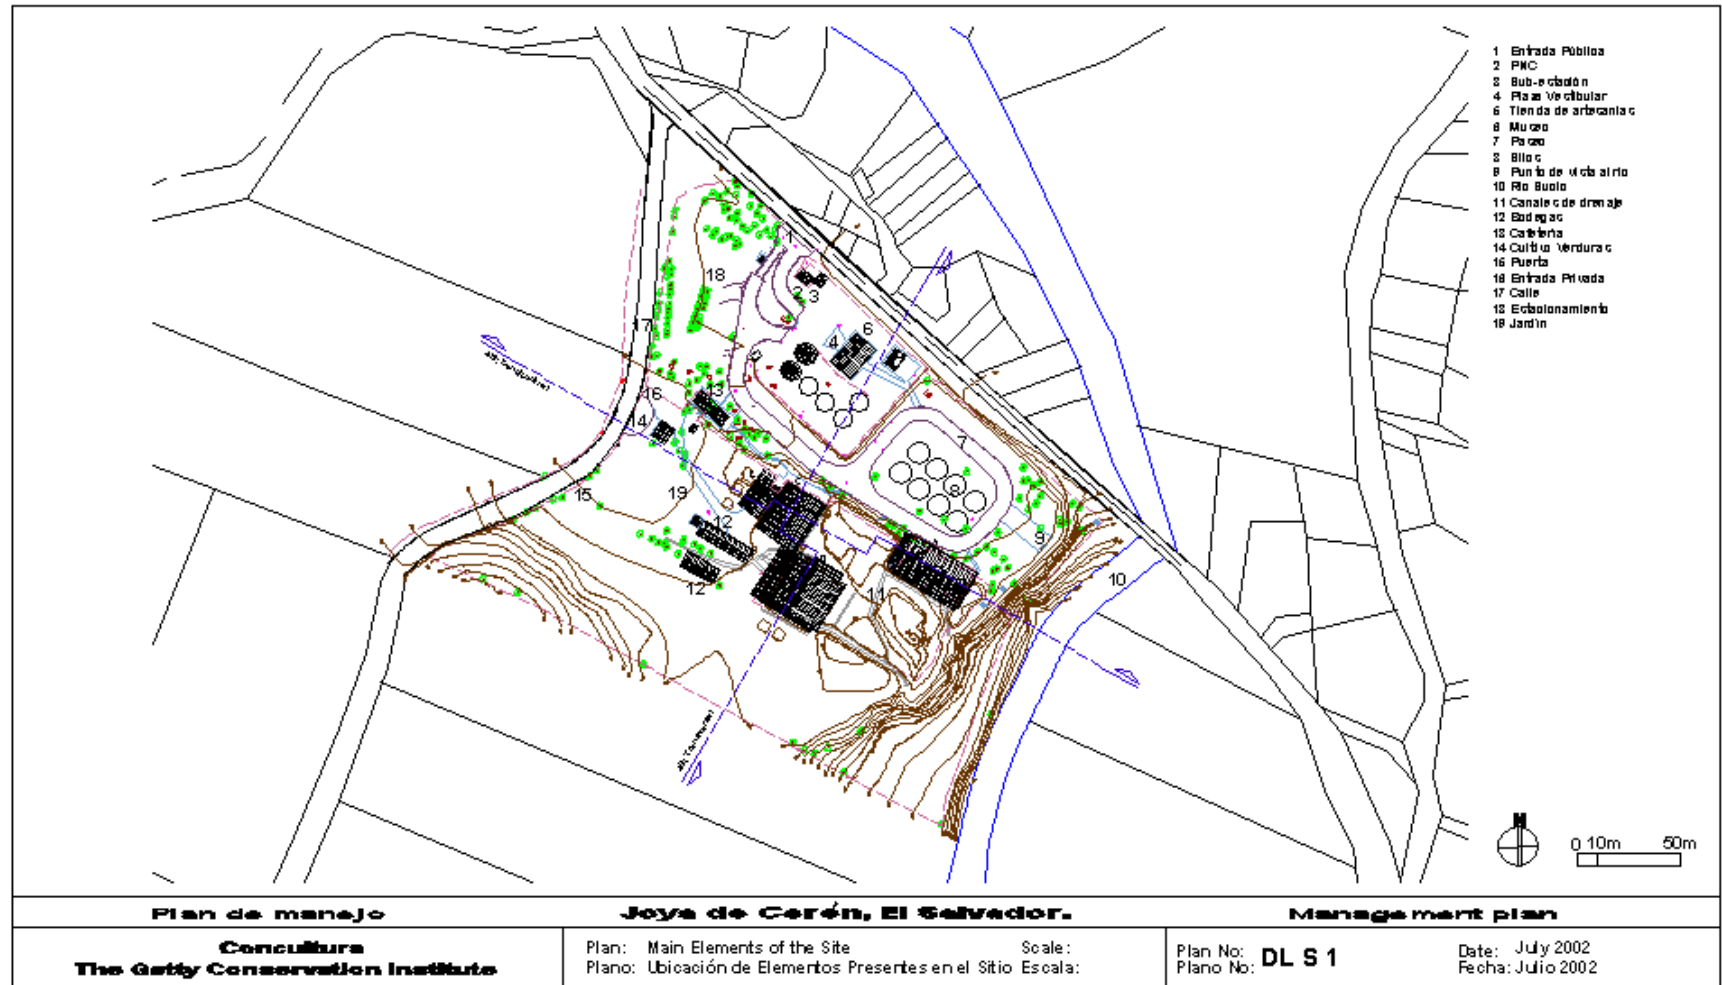 1 Entrada Pública
2 PNC
3 Sub-estación
4 Plaza Vestibular
5 Tienda de artesanías
6 Museo
7 Paseo
8 Silos
9 Punto de vista al río
10 Río Sucio
11 Canales de drenaje
12 Bodegas
13 Cafetería
14 Cultivo Verduras
15 Puerta
16 Entrada Privada
17 Calle
18 Estacionamiento
19 Jardín
1
18
2
3
17
6
4
13
16
14
7
8
15
19
12
9
12
11
10
N
0 10m 50m
Plan de manejo
Joya de Cerén, El Salvador.
Management plan
Concultura
The Getty Conservation Institute
Plan: Main Elements of the Site Scale:
Plano: Ubicación de Elementos Presentes en el Sitio Escala:
Plan No:
Plano No: DL S 1
Date: July 2002
Fecha: Julio 2002